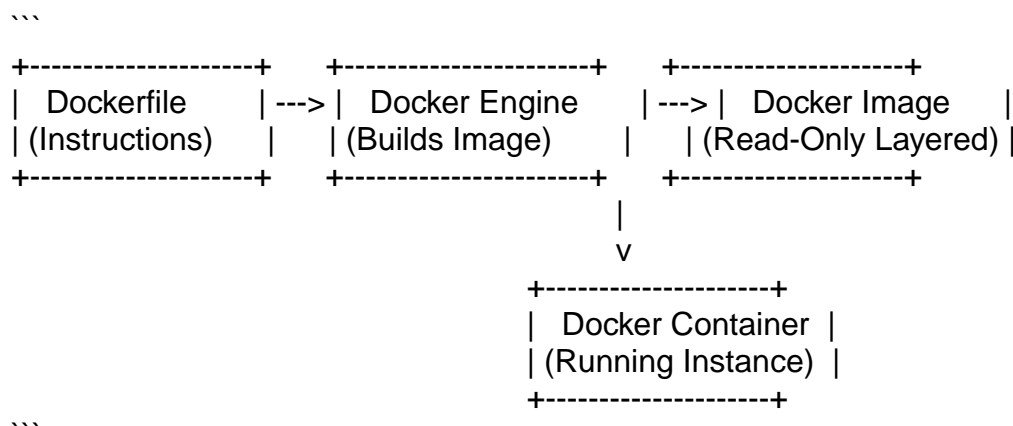 ```
+--------------------+ +----------------------+ +--------------------+
| Dockerfile | ---> | Docker Engine | ---> | Docker Image |
| (Instructions) | | (Builds Image) | | (Read-Only Layered) |
+--------------------+ +----------------------+ +--------------------+
|
v
+--------------------+
| Docker Container |
| (Running Instance) |
+--------------------+
```